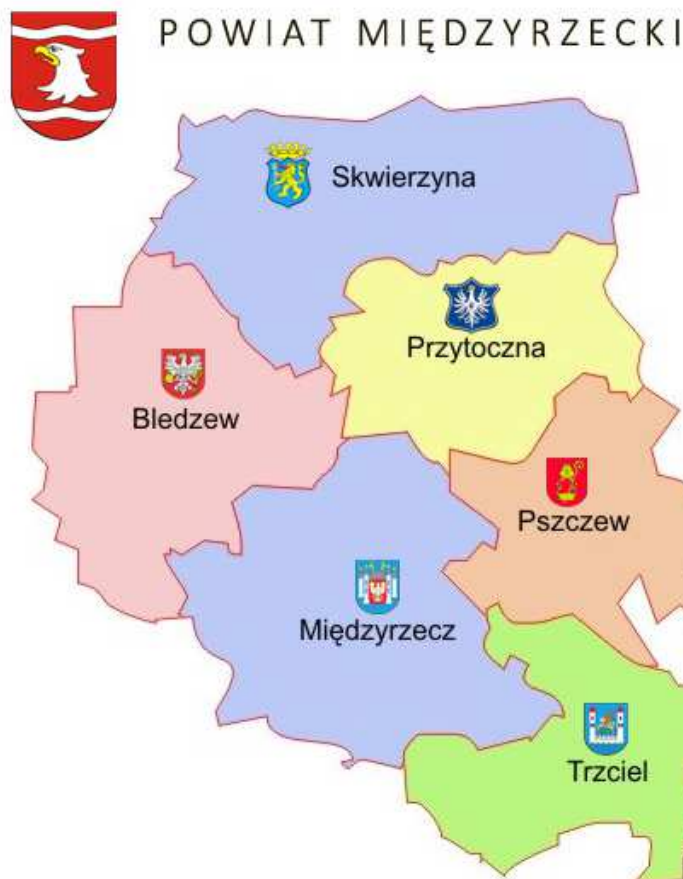 POWIAT MIĘDZYRZECKI
Skwierzyna
Przytoczna
Bledzew
Pszczew
Międzyrzecz
Trzciel